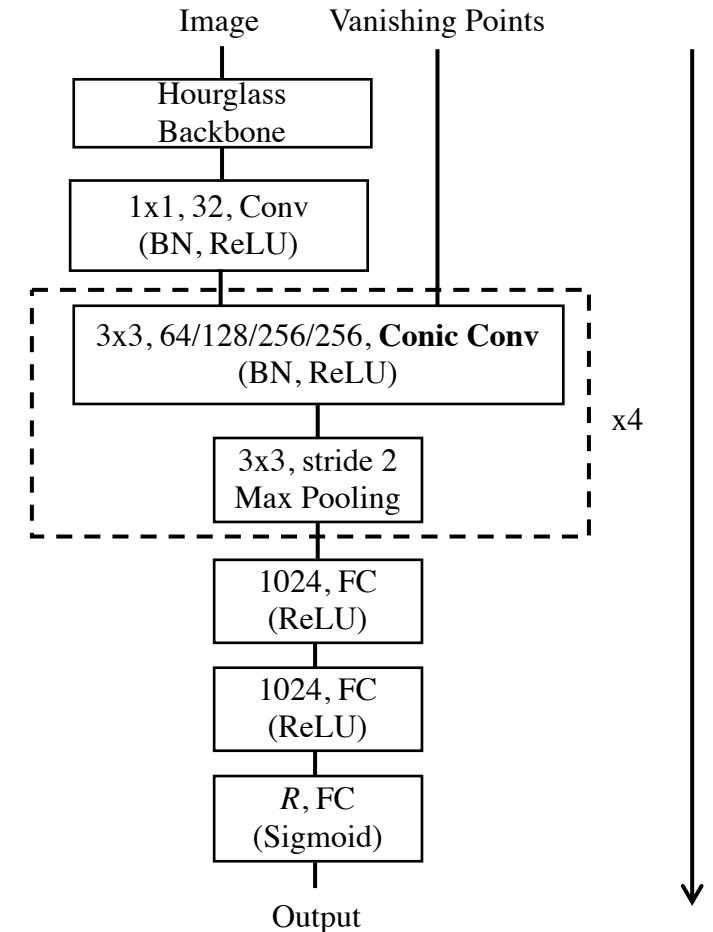 Image
Vanishing Points
Hourglass
Backbone
1x1, 32, Conv
(BN, ReLU)
3x3, 64/128/256/256, Conic Conv
(BN, ReLU)
x4
3x3, stride 2
Max Pooling
1024, FC
(ReLU)
1024, FC
(ReLU)
R, FC
(Sigmoid)
Output